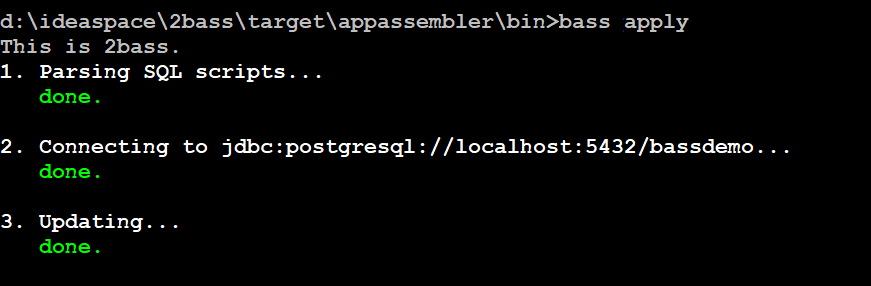 d:\ideaspace\2bass\target\appassembler\bin>bass apply
This is 2bass.
1. Parsing SQL scripts...
done.
2. Connecting to jdbc:postgresql://localhost:5432/bassdemo...
done.
3. Updating...
done.